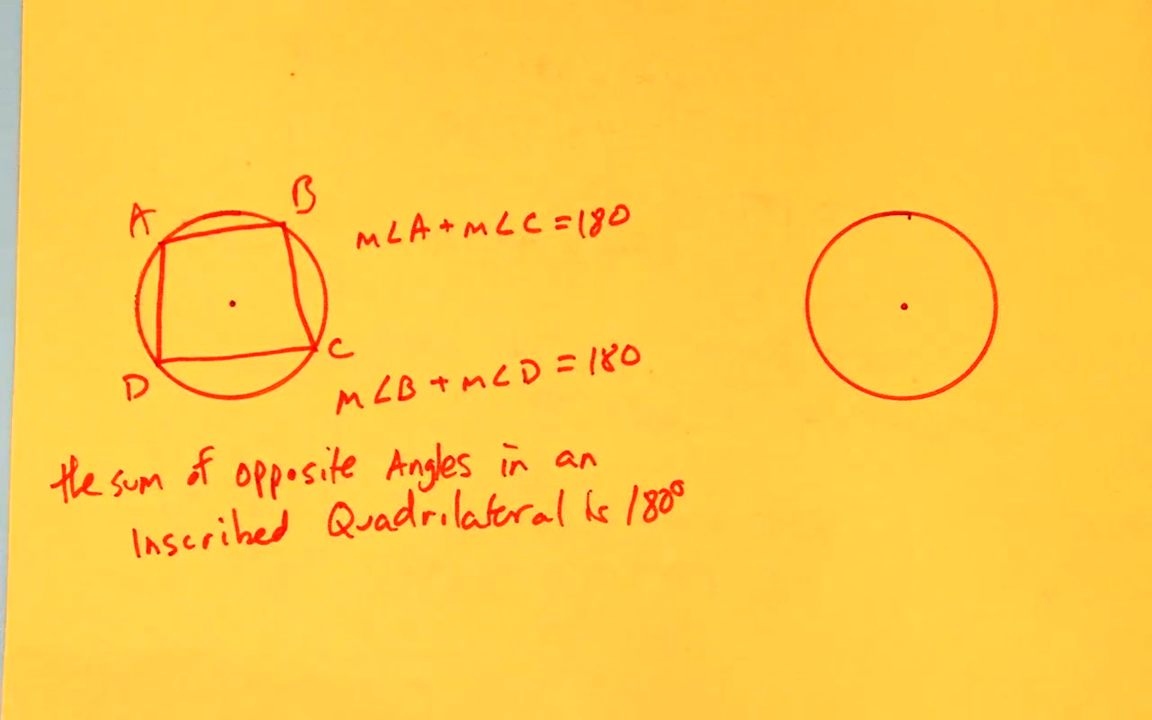 A
B
m∠A + m∠C = 180
C
D
m∠B + m∠D = 180
the sum of opposite Angles in an
Inscribed Quadrilateral is 180°